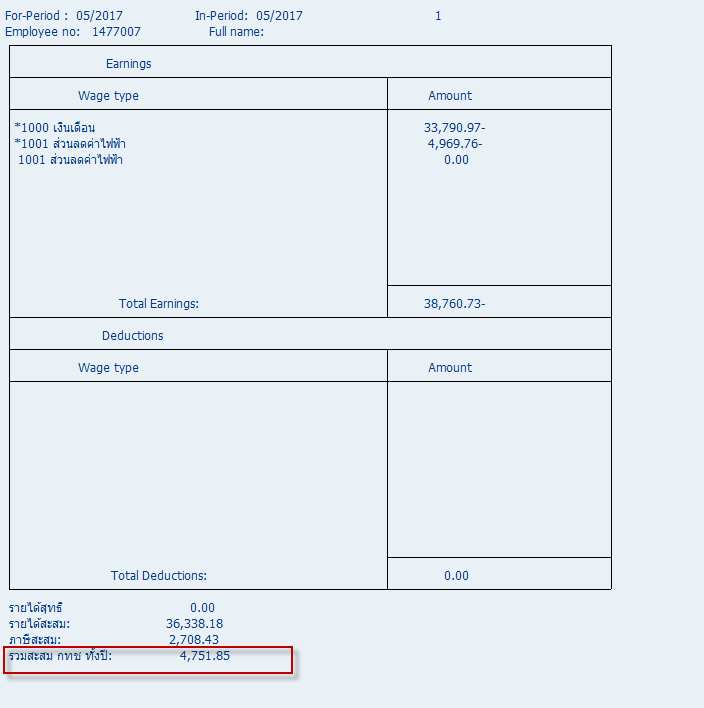 For-Period : 05/2017 In-Period: 05/2017 1
Employee no: 1477007 Full name:
Earnings
Wage type Amount
*1000 เงินเดือน 33,790.97-
*1001 ส่วนลดค่าไฟฟ้า 4,969.76-
1001 ส่วนลดค่าไฟฟ้า 0.00
Total Earnings: 38,760.73-
Deductions
Wage type Amount
Total Deductions: 0.00
รายได้สุทธิ 0.00
รายได้สะสม: 36,338.18
ภาษีสะสม: 2,708.43
รวมสะสม กทช ทั้งปี: 4,751.85